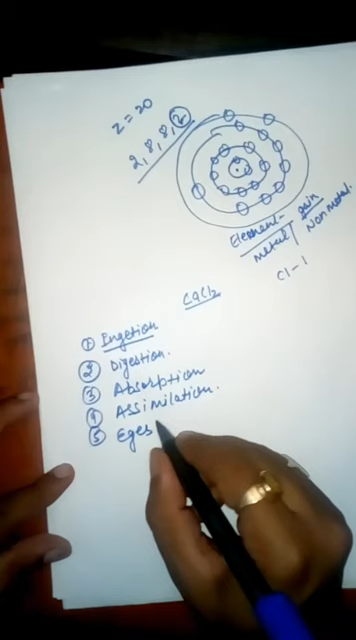 Z = 20
2, 8, 8, 2
Element-
metal | gain
Non metal.
Cl - 1
CaCl2
① Ingetion
② Digestion.
③ Absorption
④ Assimilation.
⑤ Eges